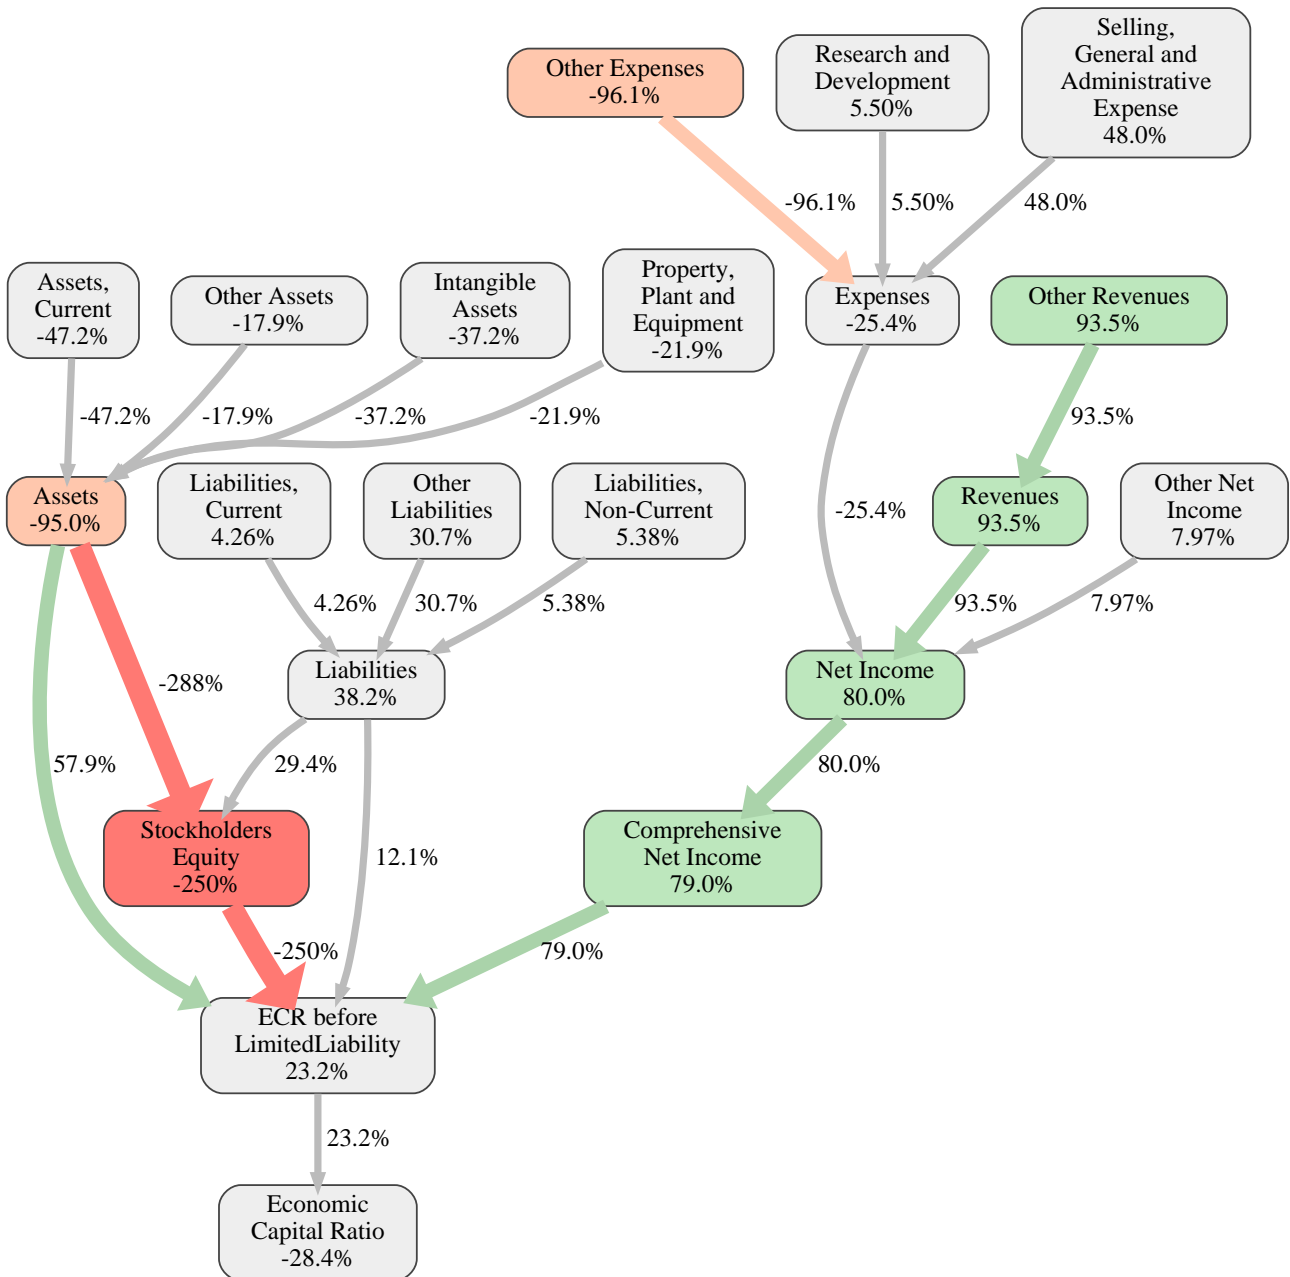 Selling,
General and
Administrative
Expense
48.0%
Research and
Development
5.50%
Other Expenses
-96.1%
-96.1%
5.50%
48.0%
Assets,
Current
-47.2%
Other Assets
-17.9%
Intangible
Assets
-37.2%
Property,
Plant and
Equipment
-21.9%
Expenses
-25.4%
Other Revenues
93.5%
-47.2%
-17.9%
-37.2%
-21.9%
93.5%
Assets
-95.0%
Liabilities,
Current
4.26%
Other
Liabilities
30.7%
Liabilities,
Non-Current
5.38%
-25.4%
Revenues
93.5%
Other Net
Income
7.97%
4.26%
30.7%
5.38%
93.5%
7.97%
-288%
Liabilities
38.2%
Net Income
80.0%
57.9%
29.4%
80.0%
Stockholders
Equity
-250%
12.1%
Comprehensive
Net Income
79.0%
-250%
79.0%
ECR before
LimitedLiability
23.2%
23.2%
Economic
Capital Ratio
-28.4%